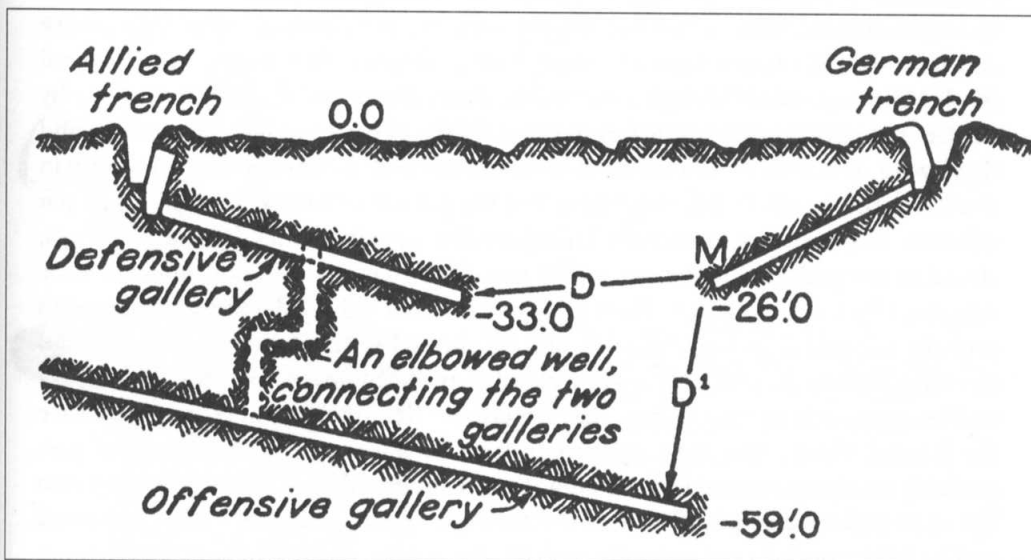 Allied
trench
0.0
German
trench
Defensive
gallery
M
D
-33'.0
-26'.0
An elbowed well,
connecting the two
galleries
D¹
Offensive gallery
-59'.0